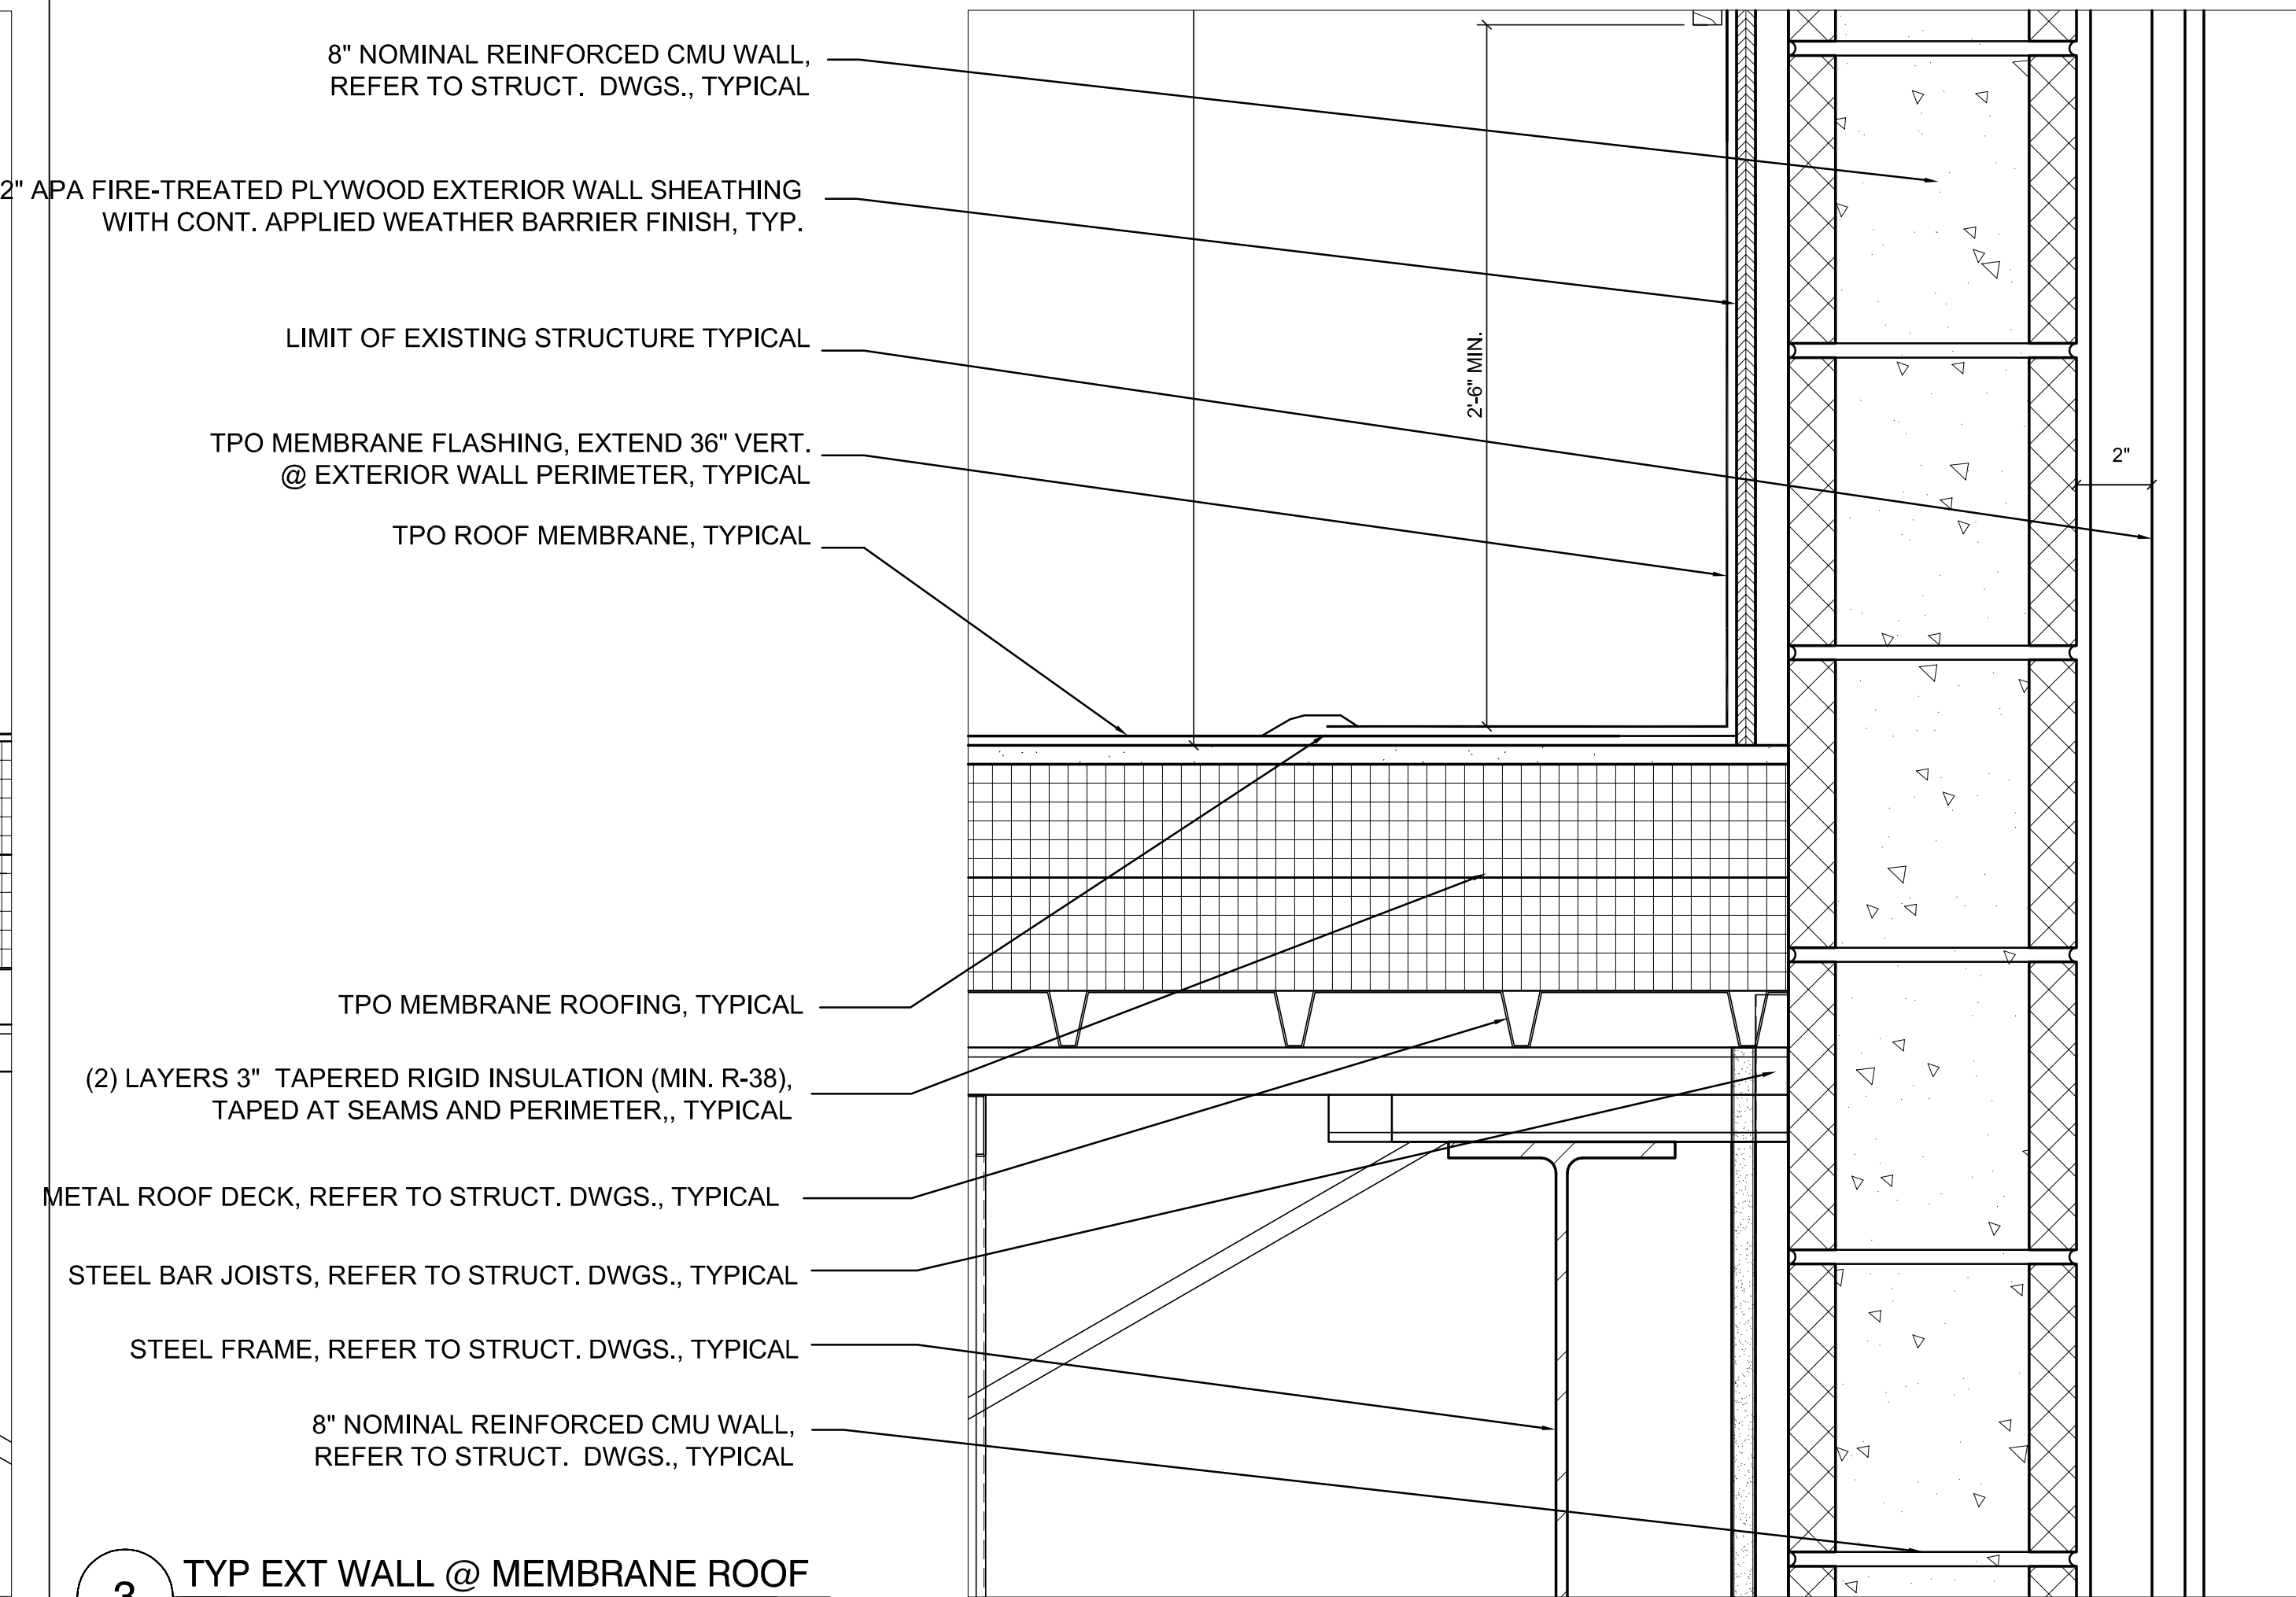 8" NOMINAL REINFORCED CMU WALL,
REFER TO STRUCT. DWGS., TYPICAL
2" APA FIRE-TREATED PLYWOOD EXTERIOR WALL SHEATHING
WITH CONT. APPLIED WEATHER BARRIER FINISH, TYP.
LIMIT OF EXISTING STRUCTURE TYPICAL
2'-6" MIN.
TPO MEMBRANE FLASHING, EXTEND 36" VERT.
@ EXTERIOR WALL PERIMETER, TYPICAL
2"
TPO ROOF MEMBRANE, TYPICAL
TPO MEMBRANE ROOFING, TYPICAL
(2) LAYERS 3" TAPERED RIGID INSULATION (MIN. R-38),
TAPED AT SEAMS AND PERIMETER,, TYPICAL
METAL ROOF DECK, REFER TO STRUCT. DWGS., TYPICAL
STEEL BAR JOISTS, REFER TO STRUCT. DWGS., TYPICAL
STEEL FRAME, REFER TO STRUCT. DWGS., TYPICAL
8" NOMINAL REINFORCED CMU WALL,
REFER TO STRUCT. DWGS., TYPICAL
3
TYP EXT WALL @ MEMBRANE ROOF